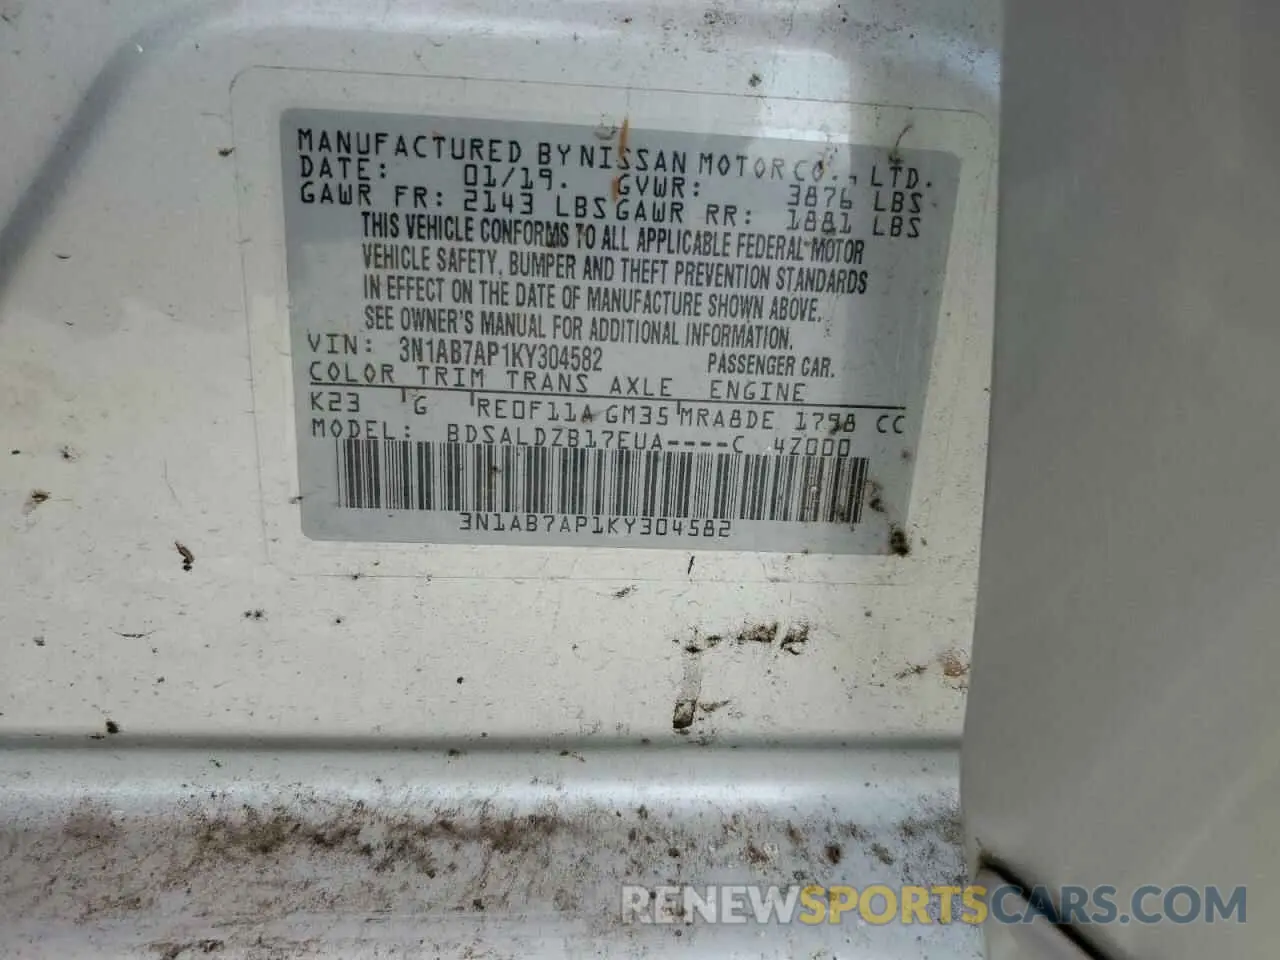 MANUFACTURED BY NISSAN MOTOR CO., LTD.
DATE: 01/19. GVWR: 3876 LBS
GAWR FR: 2143 LBS GAWR RR: 1881 LBS
THIS VEHICLE CONFORMS TO ALL APPLICABLE FEDERAL MOTOR
VEHICLE SAFETY, BUMPER AND THEFT PREVENTION STANDARDS
IN EFFECT ON THE DATE OF MANUFACTURE SHOWN ABOVE.
SEE OWNER'S MANUAL FOR ADDITIONAL INFORMATION.
VIN: 3N1AB7AP1KY304582 PASSENGER CAR.
COLOR TRIM TRANS AXLE ENGINE
K23 G RE0F11A GM35 MRA8DE 1798 CC
MODEL: BDSALDZB17EUA----C 4Z000
3N1AB7AP1KY304582
RENEWSPORTSCARS.COM